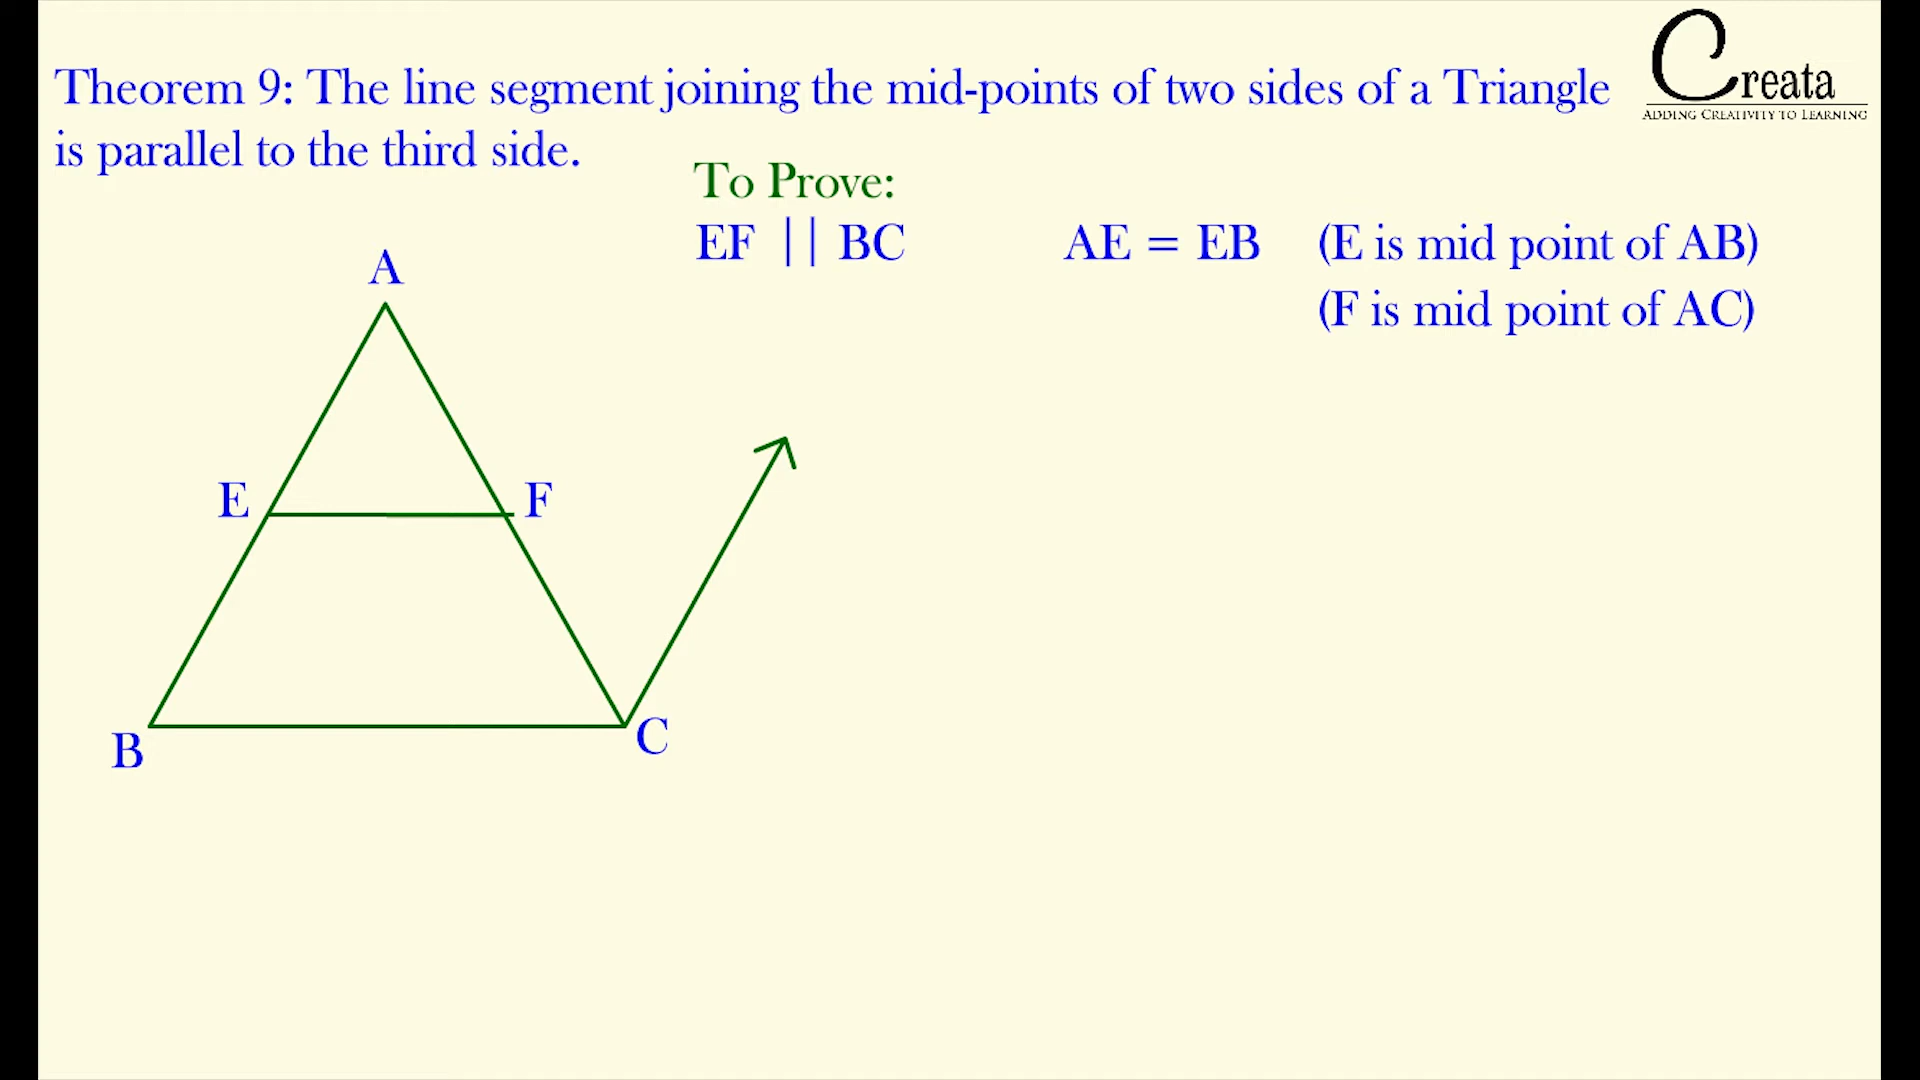 Theorem 9: The line segment joining the mid-points of two sides of a Triangle
is parallel to the third side.
Creata
ADDING CREATIVITY TO LEARNING
To Prove:
EF || BC
AE = EB (E is mid point of AB)
(F is mid point of AC)
A
E
F
B
C